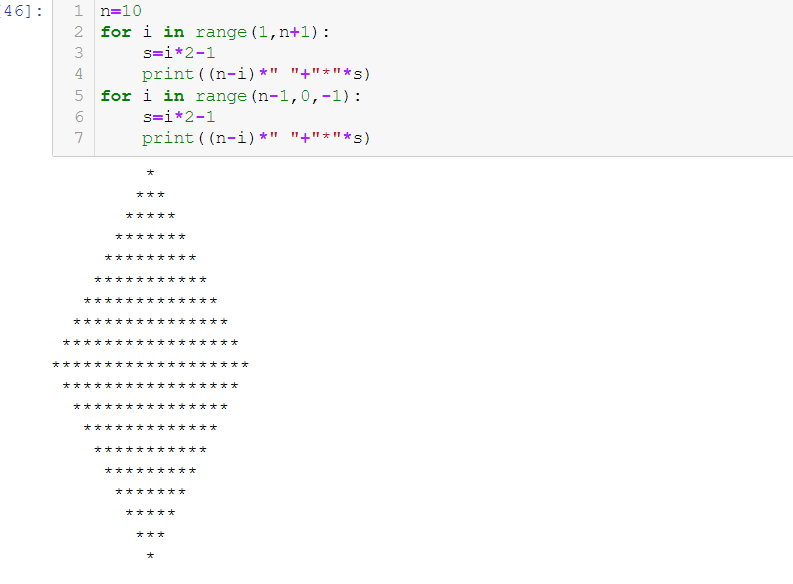 46]:
1 n=10
2 for i in range(1,n+1):
3     s=i*2-1
4     print((n-i)*" "+"*"*s)
5 for i in range(n-1,0,-1):
6     s=i*2-1
7     print((n-i)*" "+"*"*s)
         *
        ***
       *****
      *******
     *********
    ***********
   *************
  ***************
 *****************
*******************
 *****************
  ***************
   *************
    ***********
     *********
      *******
       *****
        ***
         *